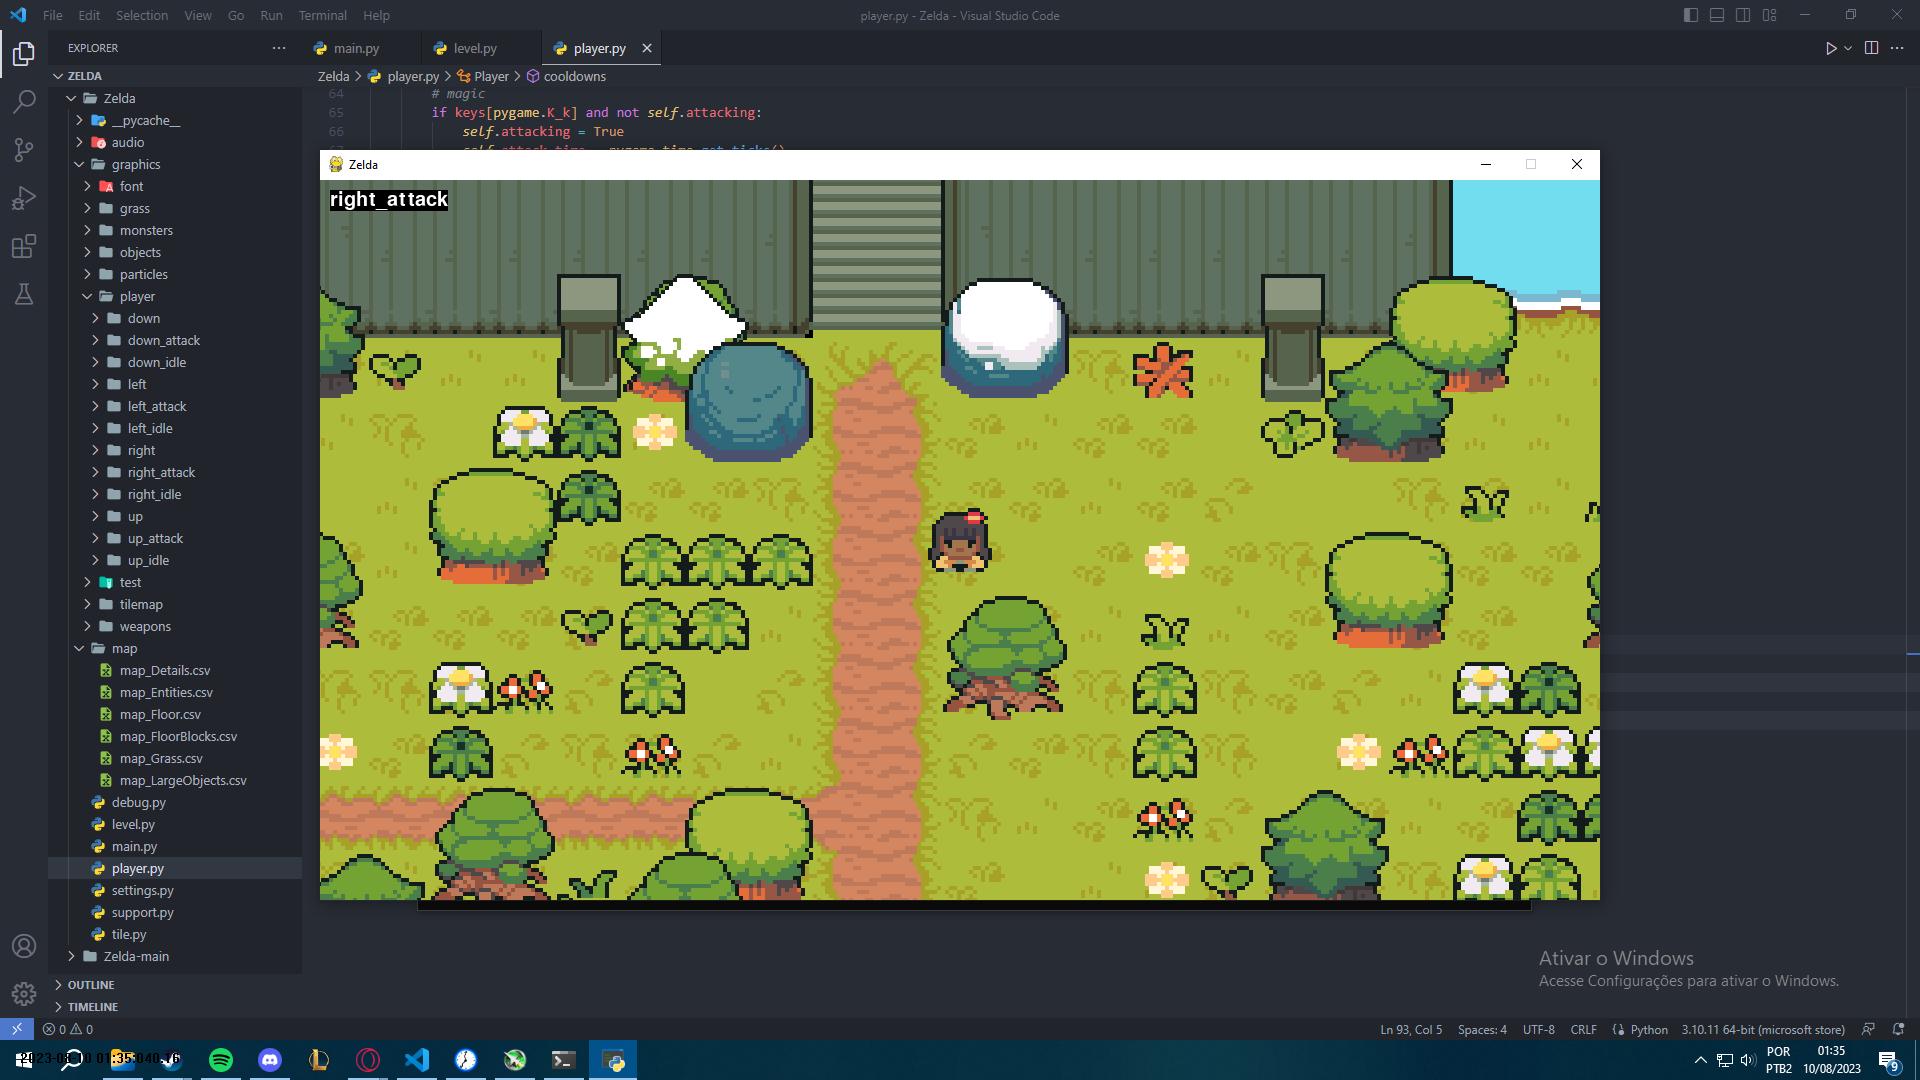 File Edit Selection View Go Run Terminal Help
player.py - Zelda - Visual Studio Code
EXPLORER
main.py
level.py
player.py
ZELDA
Zelda > player.py > Player > cooldowns
Zelda
__pycache__
audio
graphics
font
grass
monsters
objects
particles
player
down
down_attack
down_idle
left
left_attack
left_idle
right
right_attack
right_idle
up
up_attack
up_idle
test
tilemap
weapons
map
map_Details.csv
map_Entities.csv
map_Floor.csv
map_FloorBlocks.csv
map_Grass.csv
map_LargeObjects.csv
debug.py
level.py
main.py
player.py
settings.py
support.py
tile.py
Zelda-main
OUTLINE
TIMELINE
64 # magic
65 if keys[pygame.K_k] and not self.attacking:
66 self.attacking = True
Zelda
right_attack
Ativar o Windows
Acesse Configurações para ativar o Windows.
0 0
Ln 93, Col 5
Spaces: 4
UTF-8
CRLF
Python
3.10.11 64-bit (microsoft store)
POR
PTB2
01:35
10/08/2023
9